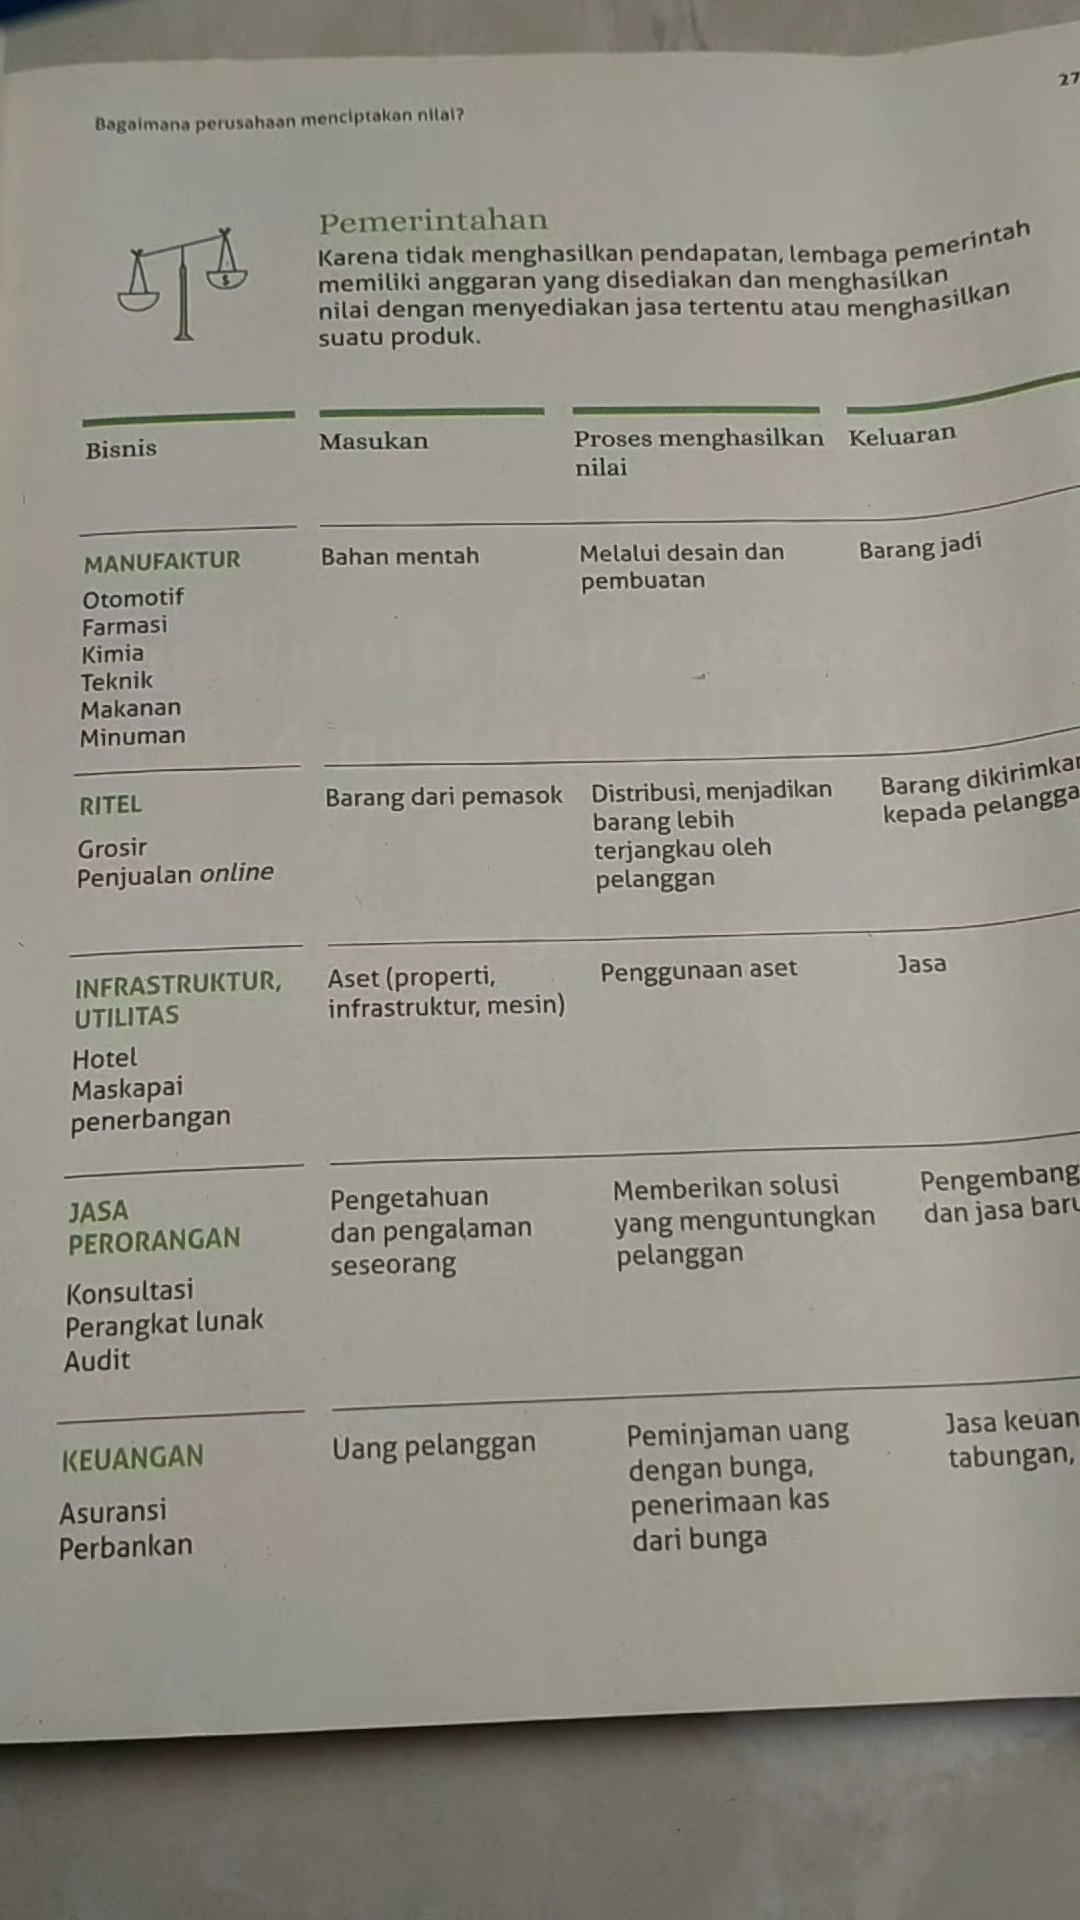 27
Bagaimana perusahaan menciptakan nilai?
Pemerintahan
Karena tidak menghasilkan pendapatan, lembaga pemerintah
memiliki anggaran yang disediakan dan menghasilkan
nilai dengan menyediakan jasa tertentu atau menghasilkan
suatu produk.
$
Bisnis
Masukan
Proses menghasilkan
nilai
Keluaran
MANUFAKTUR
Otomotif
Farmasi
Kimia
Teknik
Makanan
Minuman
Bahan mentah
Melalui desain dan
pembuatan
Barang jadi
RITEL
Grosir
Penjualan online
Barang dari pemasok
Distribusi, menjadikan
barang lebih
terjangkau oleh
pelanggan
Barang
kepada
INFRASTRUKTUR,
UTILITAS
Hotel
Maskapai
penerbangan
Aset (properti,
infrastruktur, mesin)
Penggunaan aset
Jasa
JASA
PERORANGAN
Konsultasi
Perangkat lunak
Audit
Pengetahuan
dan pengalaman
seseorang
Memberikan solusi
yang menguntungkan
pelanggan
dan jasa
KEUANGAN
Asuransi
Perbankan
Uang pelanggan
Peminjaman uang
dengan bunga,
penerimaan kas
dari bunga
Jasa
tabungan,